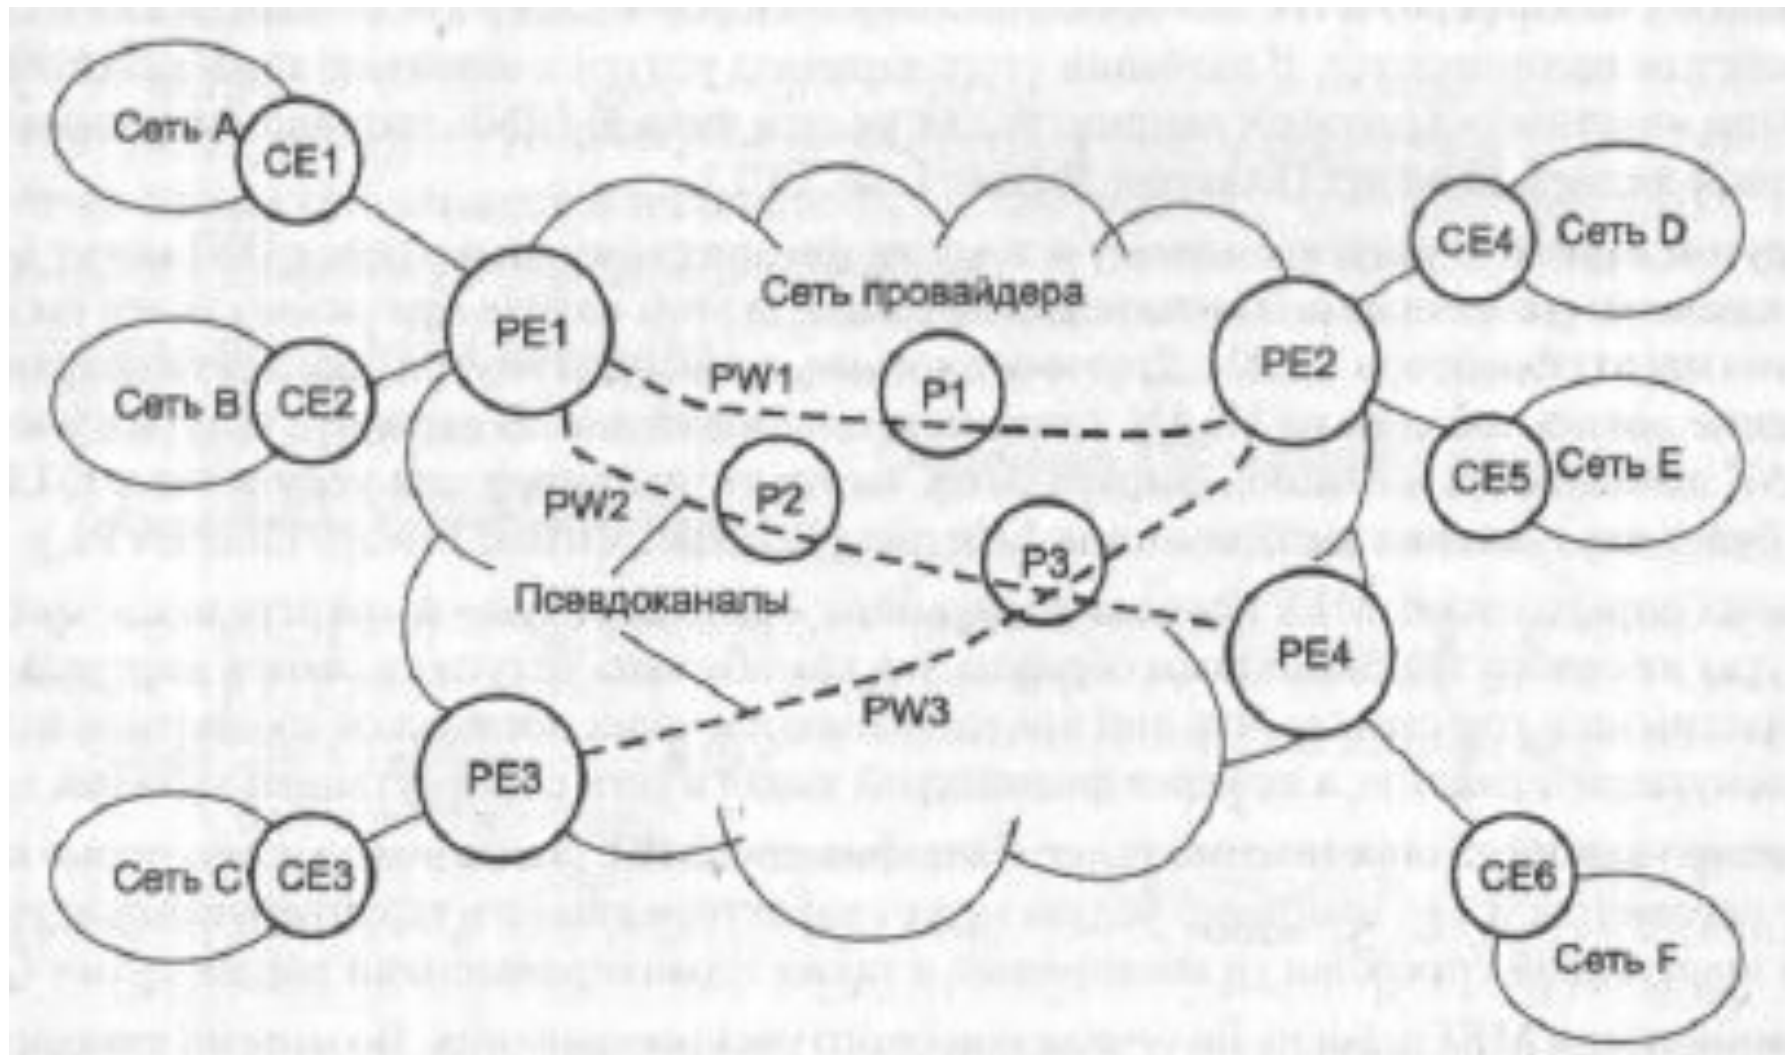 Сеть A
CE1
CE4
Сеть D
Сеть провайдера
PE1
PE2
PW1
P1
Сеть B
CE2
CE5
Сеть E
PW2
P2
P3
Псевдоканалы
PE4
PW3
PE3
Сеть C
CE3
CE6
Сеть F